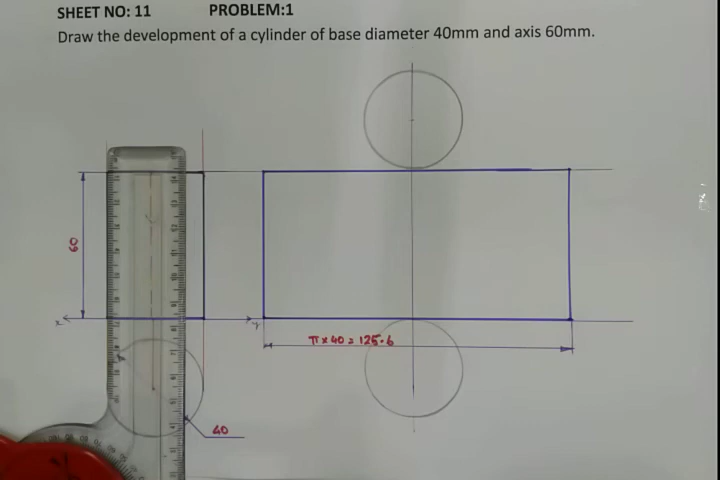 SHEET NO: 11 PROBLEM:1
Draw the development of a cylinder of base diameter 40mm and axis 60mm.
60
X Y
π x 40 = 125.6
40